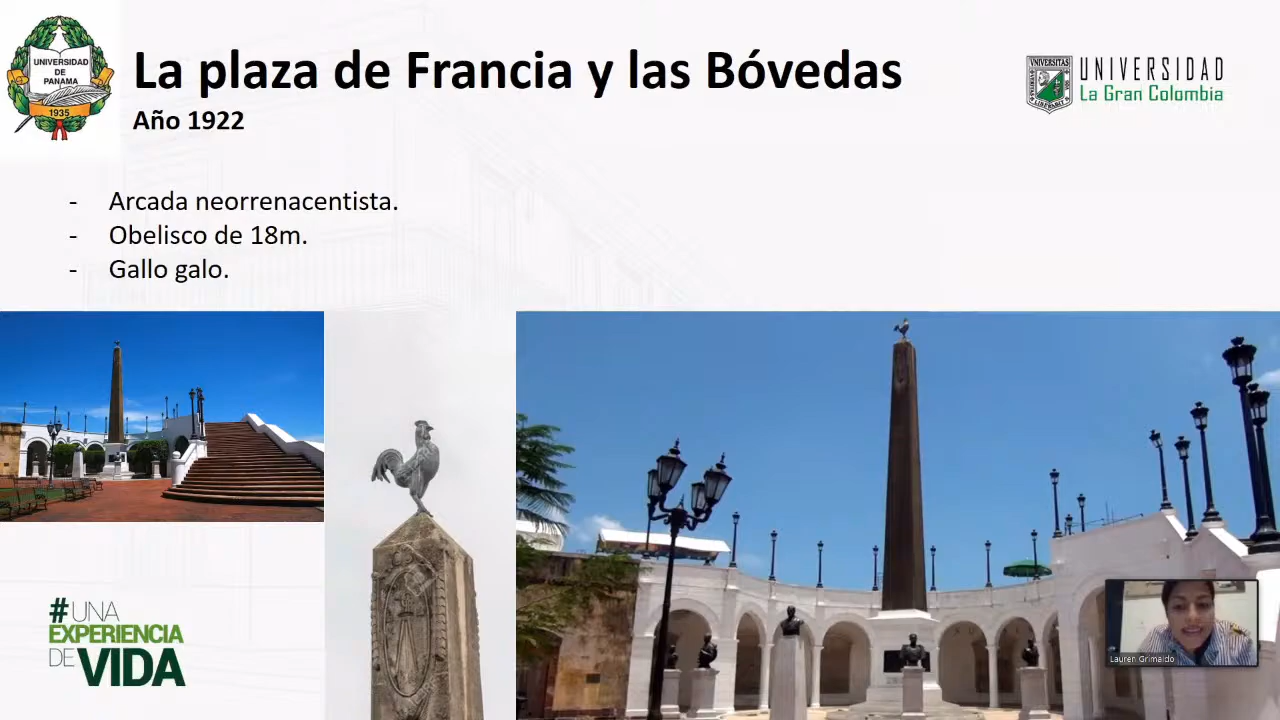 UNIVERSIDAD
DE
PANAMA
1935
La plaza de Francia y las Bóvedas
Año 1922
UNIVERSITAS
UNIVERSIDAD
La Gran Colombia
- Arcada neorrenacentista.
- Obelisco de 18m.
- Gallo galo.
#UNA
EXPERIENCIA
DE VIDA
Lauren Grimaldo